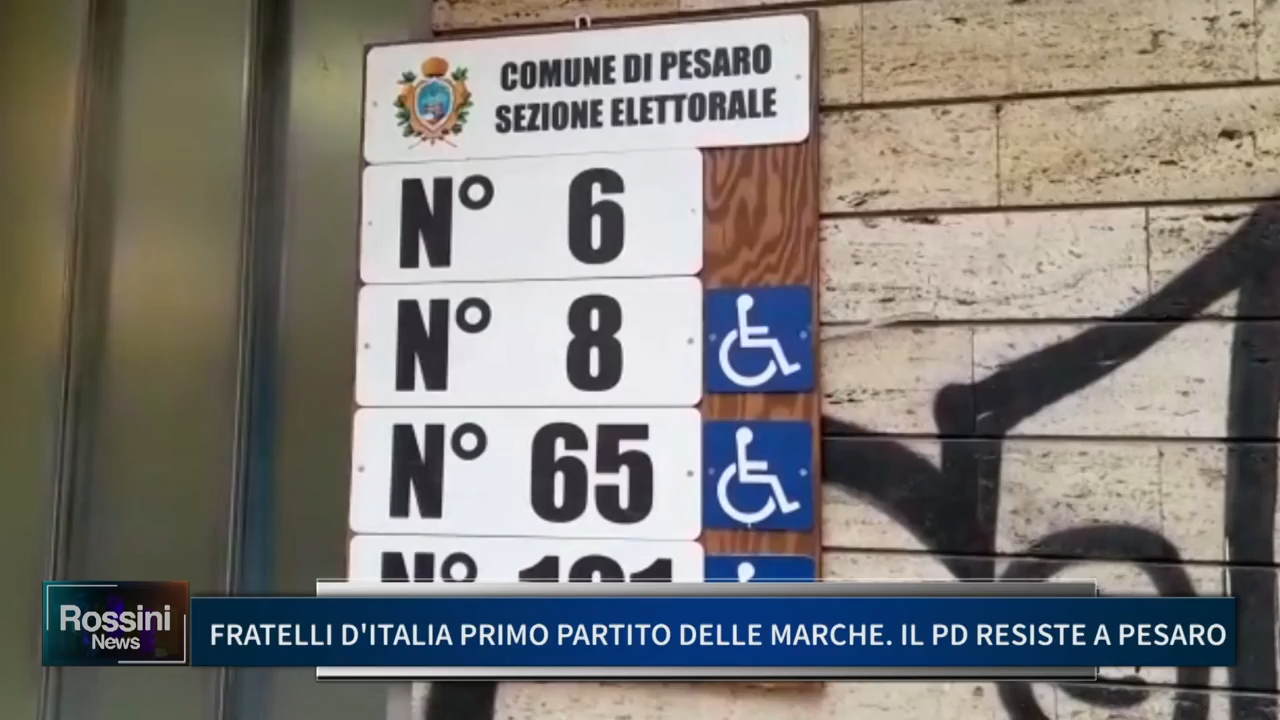 COMUNE DI PESARO
SEZIONE ELETTORALE
N° 6
N° 8
N° 65
Rossini
News
FRATELLI D'ITALIA PRIMO PARTITO DELLE MARCHE. IL PD RESISTE A PESARO